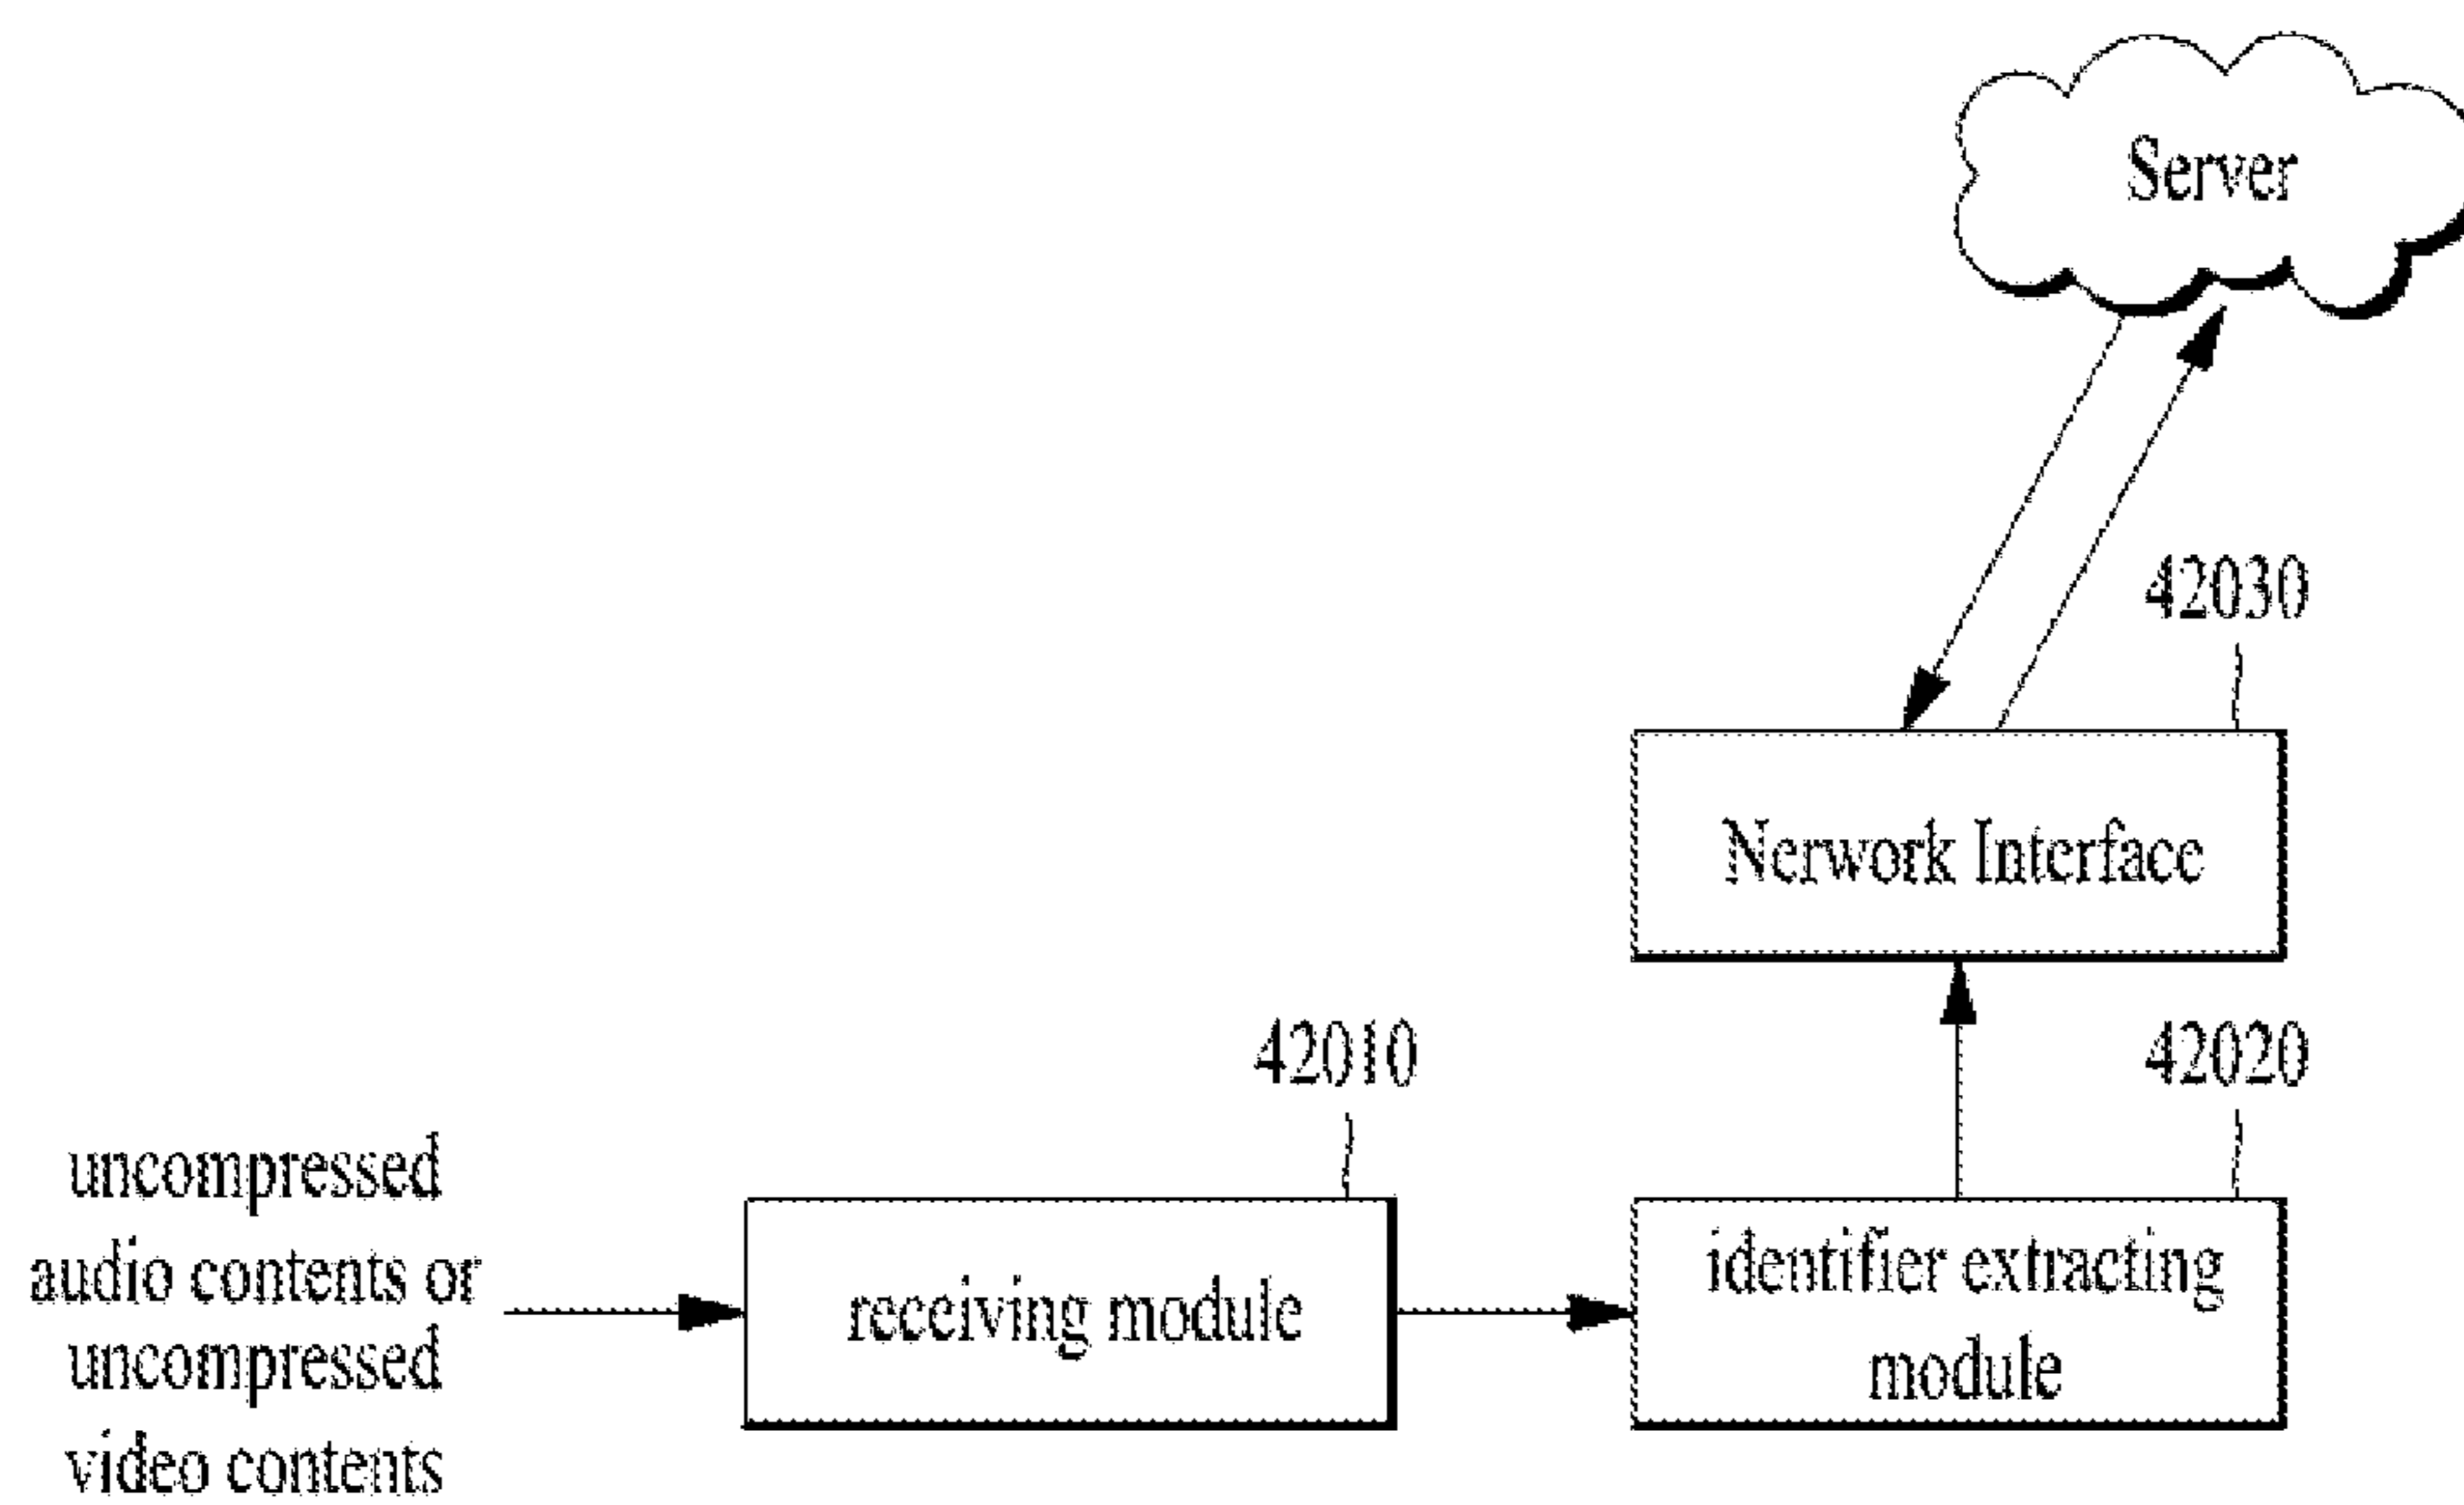 Server
42030
Nerwork Interface
42010
42020
uncompressed
audio contents or
uncompressed
video contents
receiving module
identifier extracting
module